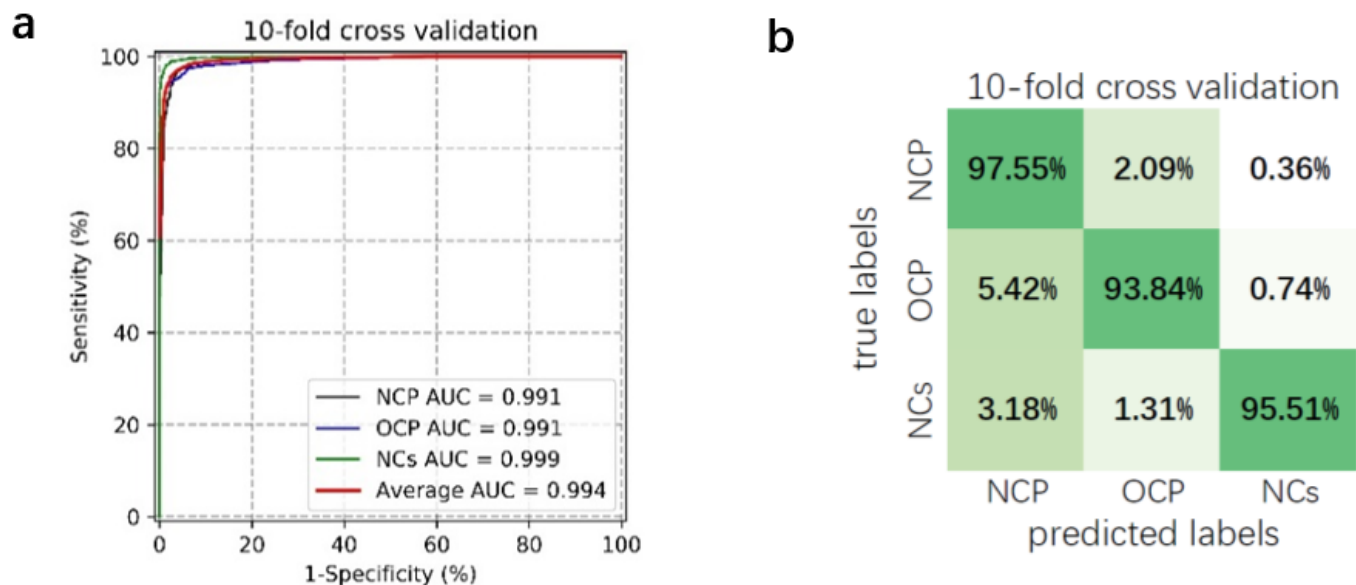 a
10-fold cross validation
100
80
60
40
20
0
Sensitivity (%)
NCP AUC = 0.991
OCP AUC = 0.991
NCs AUC = 0.999
Average AUC = 0.994
0 20 40 60 80 100
1-Specificity (%)
b
10-fold cross validation
true labels
NCP
97.55% 2.09% 0.36%
OCP
5.42% 93.84% 0.74%
NCs
3.18% 1.31% 95.51%
NCP OCP NCs
predicted labels